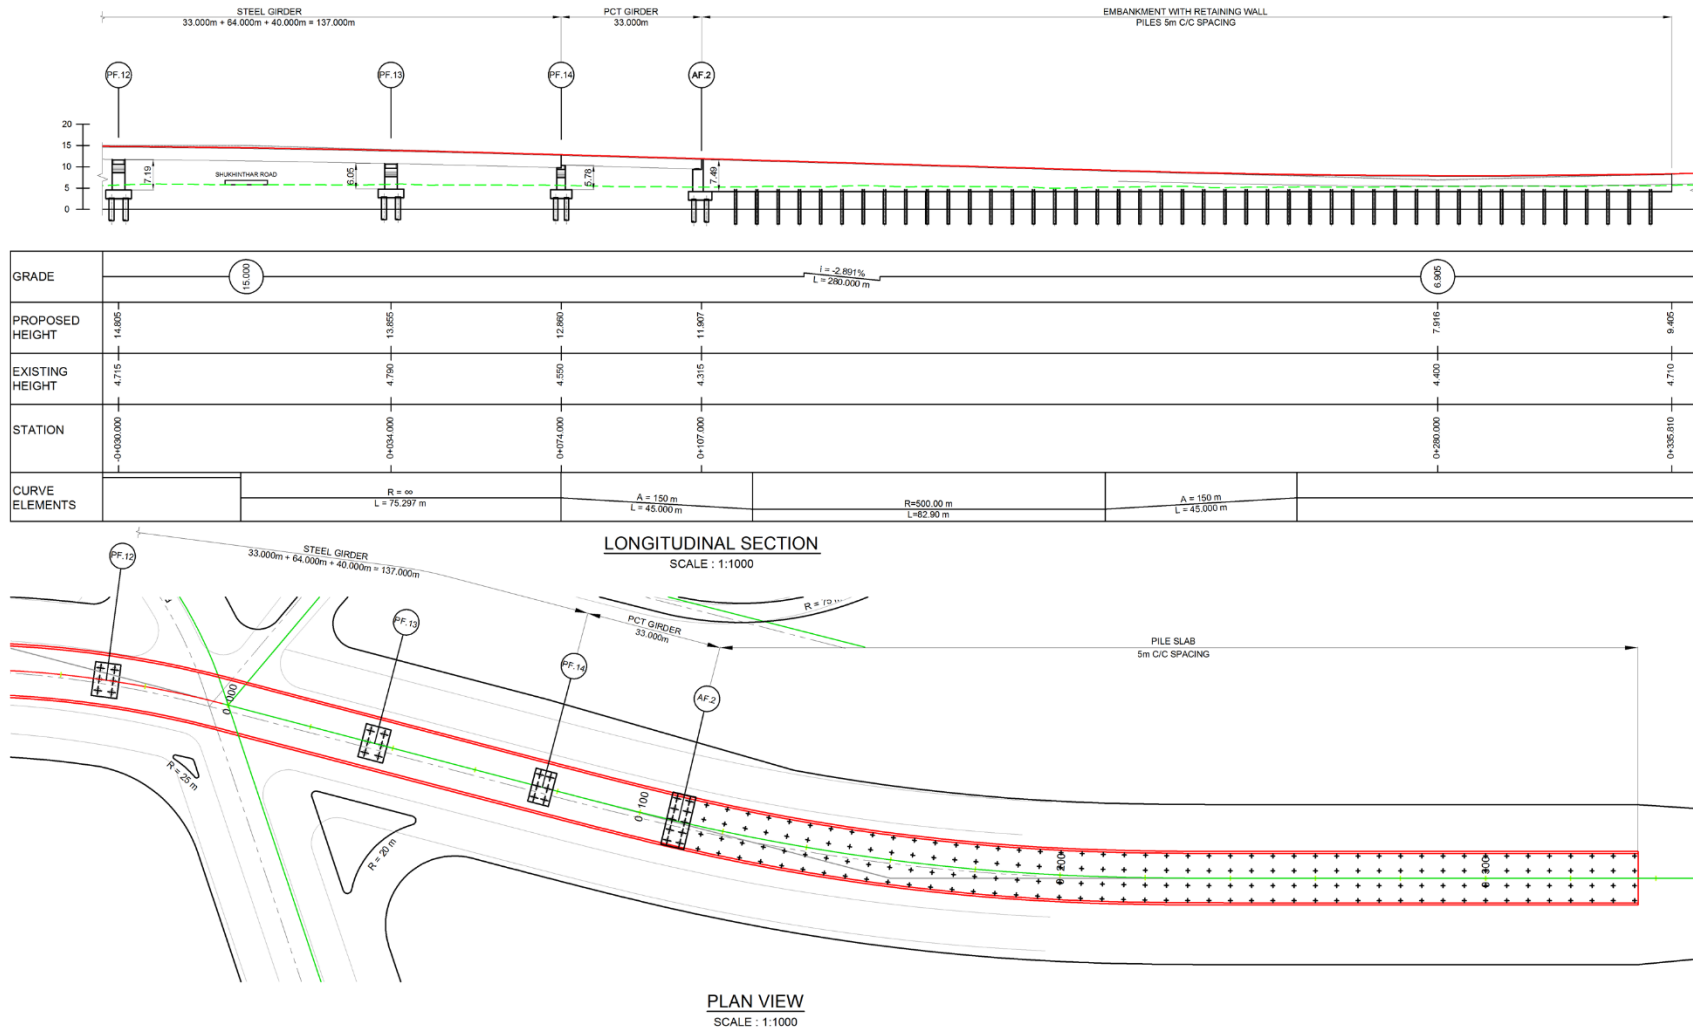 STEEL GIRDER
33.000m + 64.000m + 40.000m = 137.000m
PCT GIRDER
33.000m
EMBANKMENT WITH RETAINING WALL
PILES 5m C/C SPACING
PF.12
PF.13
PF.14
AF.2
20
15
10
5
0
7.19
SHUKHINTHAR ROAD
6.05
5.78
7.49
GRADE
15.000
i = -2.891%
L = 280.000 m
6.905
PROPOSED
HEIGHT
14.805
13.855
12.860
11.907
7.916
9.405
EXISTING
HEIGHT
4.715
4.790
4.550
4.315
4.400
4.710
STATION
-0+030.000
0+034.000
0+074.000
0+107.000
0+280.000
0+335.810
CURVE
ELEMENTS
R = ∞
L = 75.297 m
A = 150 m
L = 45.000 m
R=500.00 m
L=82.90 m
A = 150 m
L = 45.000 m
LONGITUDINAL SECTION
SCALE : 1:1000
STEEL GIRDER
33.000m + 64.000m + 40.000m = 137.000m
PCT GIRDER
33.000m
R = 75 m
PILE SLAB
5m C/C SPACING
PF.12
PF.13
PF.14
AF.2
0 000
0 100
0 200
0 300
R = 25 m
R = 20 m
PLAN VIEW
SCALE : 1:1000